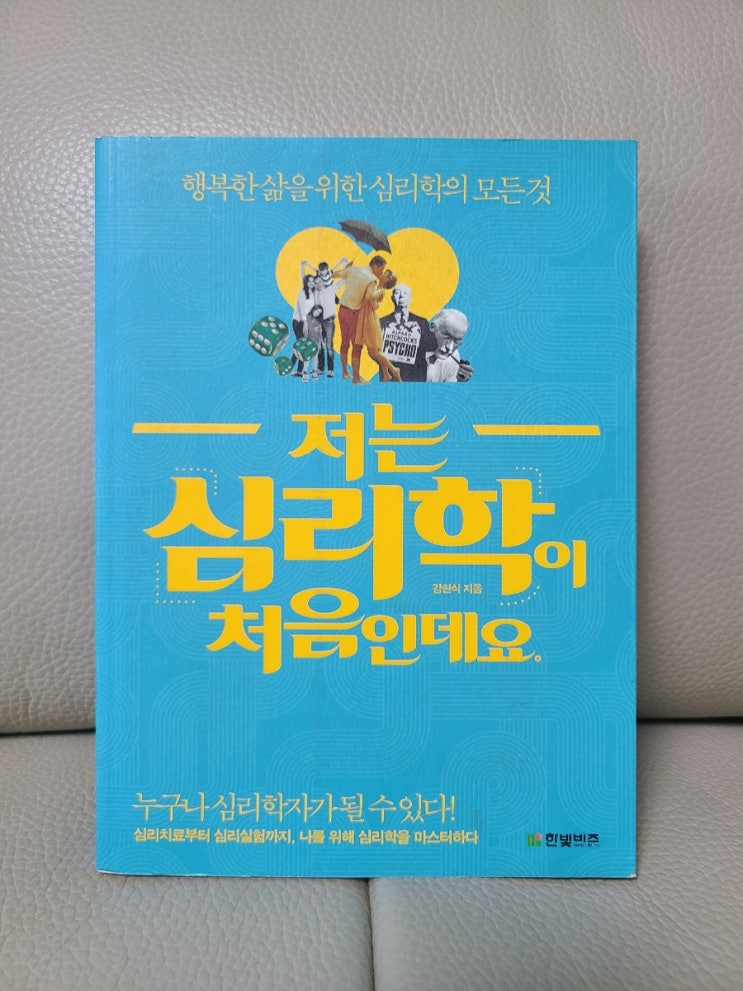 행복한 삶을 위한 심리학의 모든 것
ALFRED
HITCHCOCK'S
PSYCHO
저는
심리학이
강현식 지음
처음인데요.
누구나 심리학자가 될 수 있다!
심리치료부터 심리실험까지, 나를 위해 심리학을 마스터하다
한빛비즈